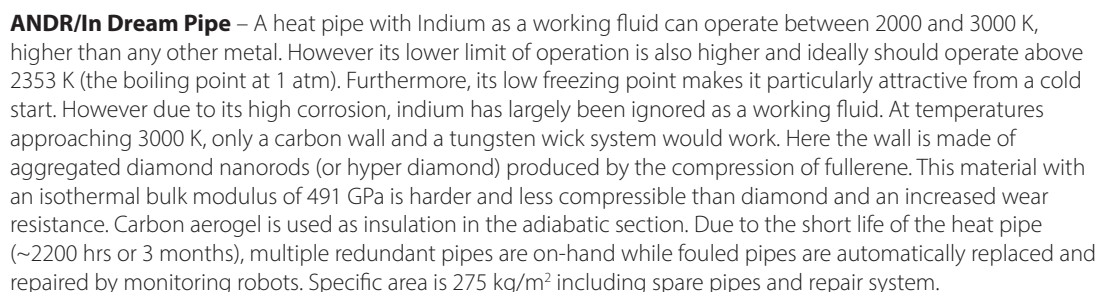 ANDR/In Dream Pipe – A heat pipe with Indium as a working fluid can operate between 2000 and 3000 K,
higher than any other metal. However its lower limit of operation is also higher and ideally should operate above
2353 K (the boiling point at 1 atm). Furthermore, its low freezing point makes it particularly attractive from a cold
start. However due to its high corrosion, indium has largely been ignored as a working fluid. At temperatures
approaching 3000 K, only a carbon wall and a tungsten wick system would work. Here the wall is made of
aggregated diamond nanorods (or hyper diamond) produced by the compression of fullerene. This material with
an isothermal bulk modulus of 491 GPa is harder and less compressible than diamond and an increased wear
resistance. Carbon aerogel is used as insulation in the adiabatic section. Due to the short life of the heat pipe
(~2200 hrs or 3 months), multiple redundant pipes are on-hand while fouled pipes are automatically replaced and
repaired by monitoring robots. Specific area is 275 kg/m² including spare pipes and repair system.